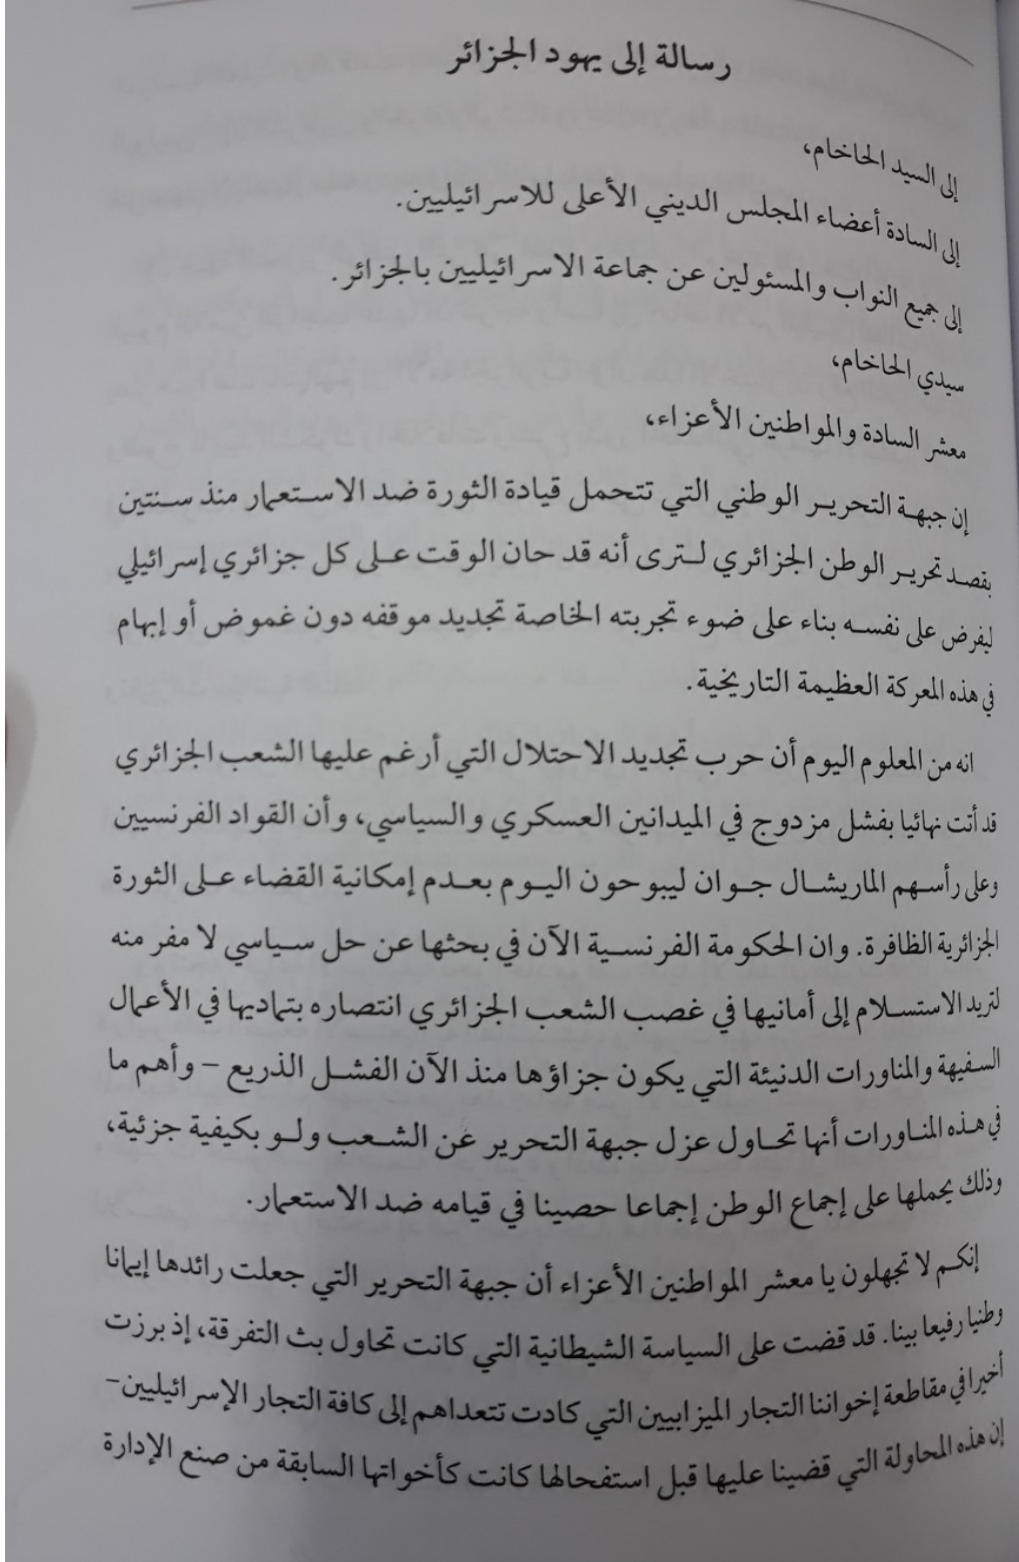 رسالة إلى يهود الجزائر
إلى السيد الحاخام،
إلى السادة أعضاء المجلس الديني الأعلى للاسرائيليين.
إلى جميع النواب والمسئولين عن جماعة الاسرائيليين بالجزائر.
سيدي الحاخام،
معشر السادة والمواطنين الأعزاء،
إن جبهة التحرير الوطني التي تتحمل قيادة الثورة ضد الاستعمار منذ سنتين
بقصد تحرير الوطن الجزائري لترى أنه قد حان الوقت على كل جزائري إسرائيلي
ليفرض على نفسه بناء على ضوء تجربته الخاصة تجديد موقفه دون غموض أو إبهام
في هذه المعركة العظيمة التاريخية.
انه من المعلوم اليوم أن حرب تجديد الاحتلال التي أرغم عليها الشعب الجزائري
قد أتت نهائيا بفشل مزدوج في الميدانين العسكري والسياسي، وأن القواد الفرنسيين
وعلى رأسهم الماريشال جوان ليبوحون اليوم بعدم إمكانية القضاء على الثورة
الجزائرية الظافرة. وان الحكومة الفرنسية الآن في بحثها عن حل سياسي لا مفر منه
لتريد الاستسلام إلى أمانيها في غصب الشعب الجزائري انتصاره بتماديها في الأعمال
السفيهة والمناورات الدنيئة التي يكون جزاؤها منذ الآن الفشل الذريع – وأهم ما
في هذه المناورات أنها تحاول عزل جبهة التحرير عن الشعب ولو بكيفية جزئية،
وذلك يحملها على إجماع الوطن إجماعا حصينا في قيامه ضد الاستعمار.
إنكم لا تجهلون يا معشر المواطنين الأعزاء أن جبهة التحرير التي جعلت رائدها إيمانا
وطنيا رفيعا بينا. قد قضت على السياسة الشيطانية التي كانت تحاول بث التفرقة، إذ برزت
أخيرا في مقاطعة إخواننا التجار الميزابيين التي كادت تتعداهم إلى كافة التجار الإسرائيليين–
إن هذه المحاولة التي قضينا عليها قبل استفحالها كانت كأخواتها السابقة من صنع الإدارة